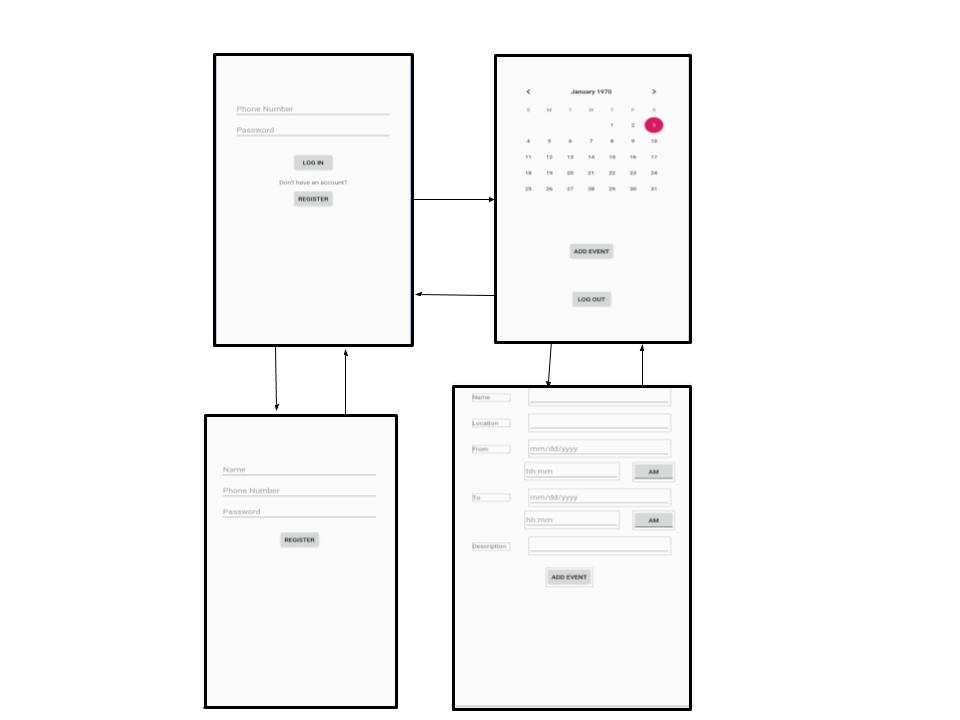 Phone Number
Password
LOG IN
Don't have an account?
REGISTER
January 1970
S M T W T F S
1 2 3
4 5 6 7 8 9 10
11 12 13 14 15 16 17
18 19 20 21 22 23 24
25 26 27 28 29 30 31
ADD EVENT
LOG OUT
Name
Phone Number
Password
REGISTER
Name
Location
From mm/dd/yyyy
hh:mm AM
To mm/dd/yyyy
hh:mm AM
Description
ADD EVENT